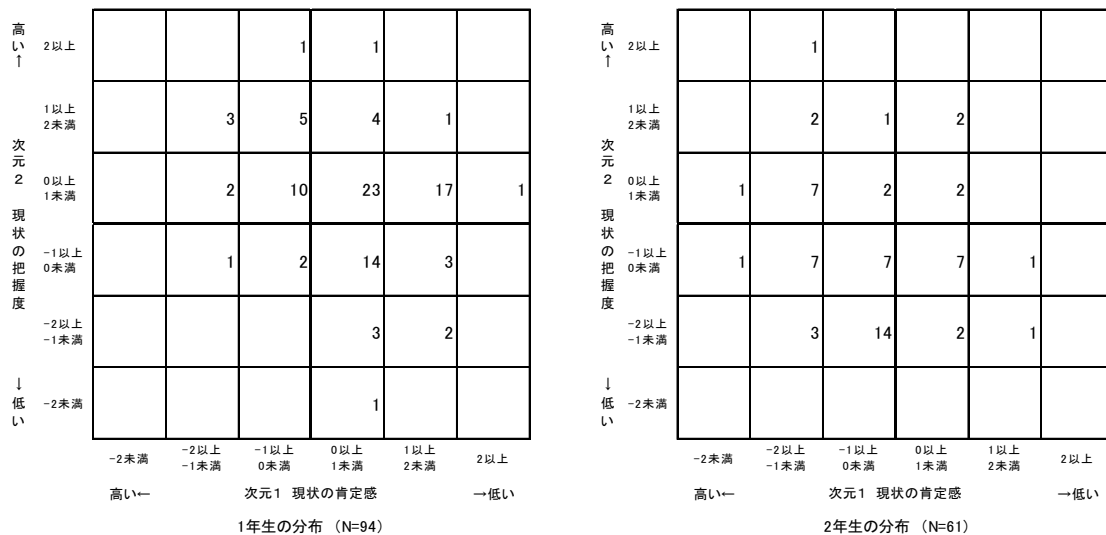 高い↑
2以上 1 1
1以上
2未満 3 5 4 1
次元2 現状の把握度
0以上
1未満 2 10 23 17 1
-1以上
0未満 1 2 14 3
-2以上
-1未満 3 2
↓低い
-2未満 1
-2未満 -2以上 -1以上 0以上 1以上 2以上
-1未満 0未満 1未満 2未満
高い← 次元1 現状の肯定感 →低い
1年生の分布 (N=94)
高い↑
2以上 1
1以上
2未満 2 1 2
次元2 現状の把握度
0以上
1未満 1 7 2 2
-1以上
0未満 1 7 7 7 1
-2以上
-1未満 3 14 2 1
↓低い
-2未満
-2未満 -2以上 -1以上 0以上 1以上 2以上
-1未満 0未満 1未満 2未満
高い← 次元1 現状の肯定感 →低い
2年生の分布 (N=61)